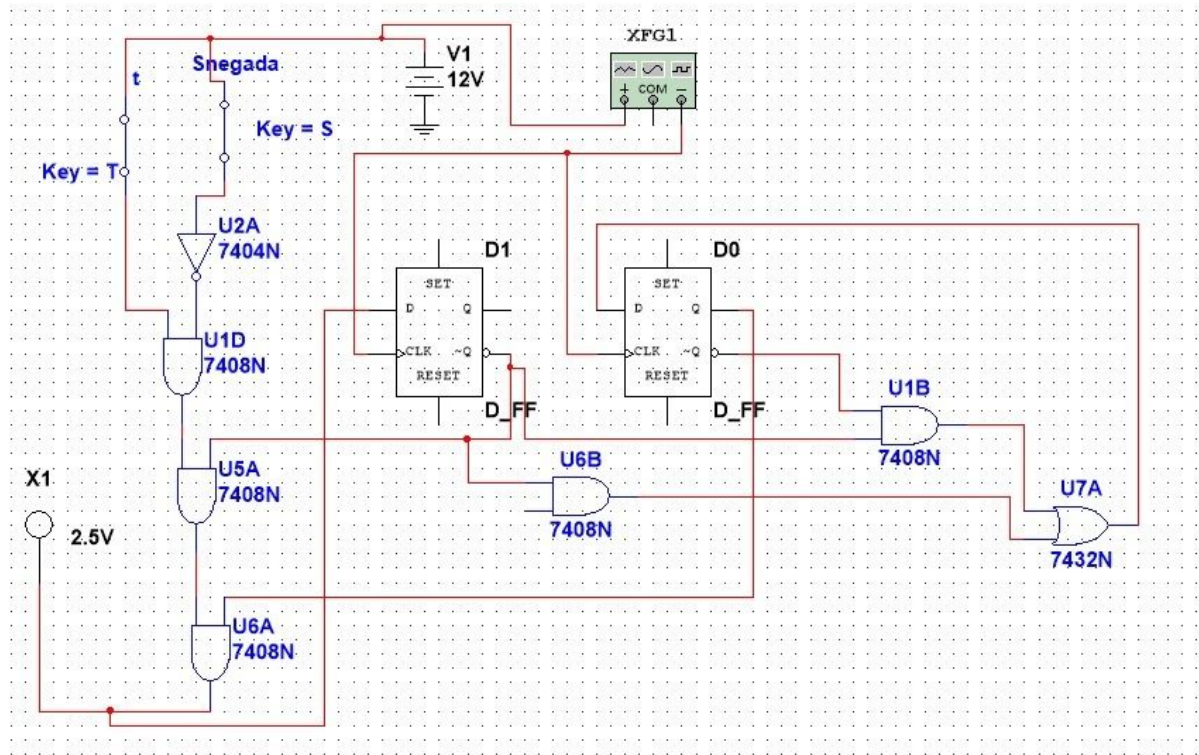 XFG1
+ COM −
V1
12V
Snegada
t
Key = S
Key = T
U2A
7404N
U1D
7408N
D1
SET
D Q
CLK ~Q
RESET
D_FF
D0
SET
D Q
CLK ~Q
RESET
D_FF
U1B
7408N
U5A
7408N
U6B
7408N
U7A
7432N
X1
2.5V
U6A
7408N